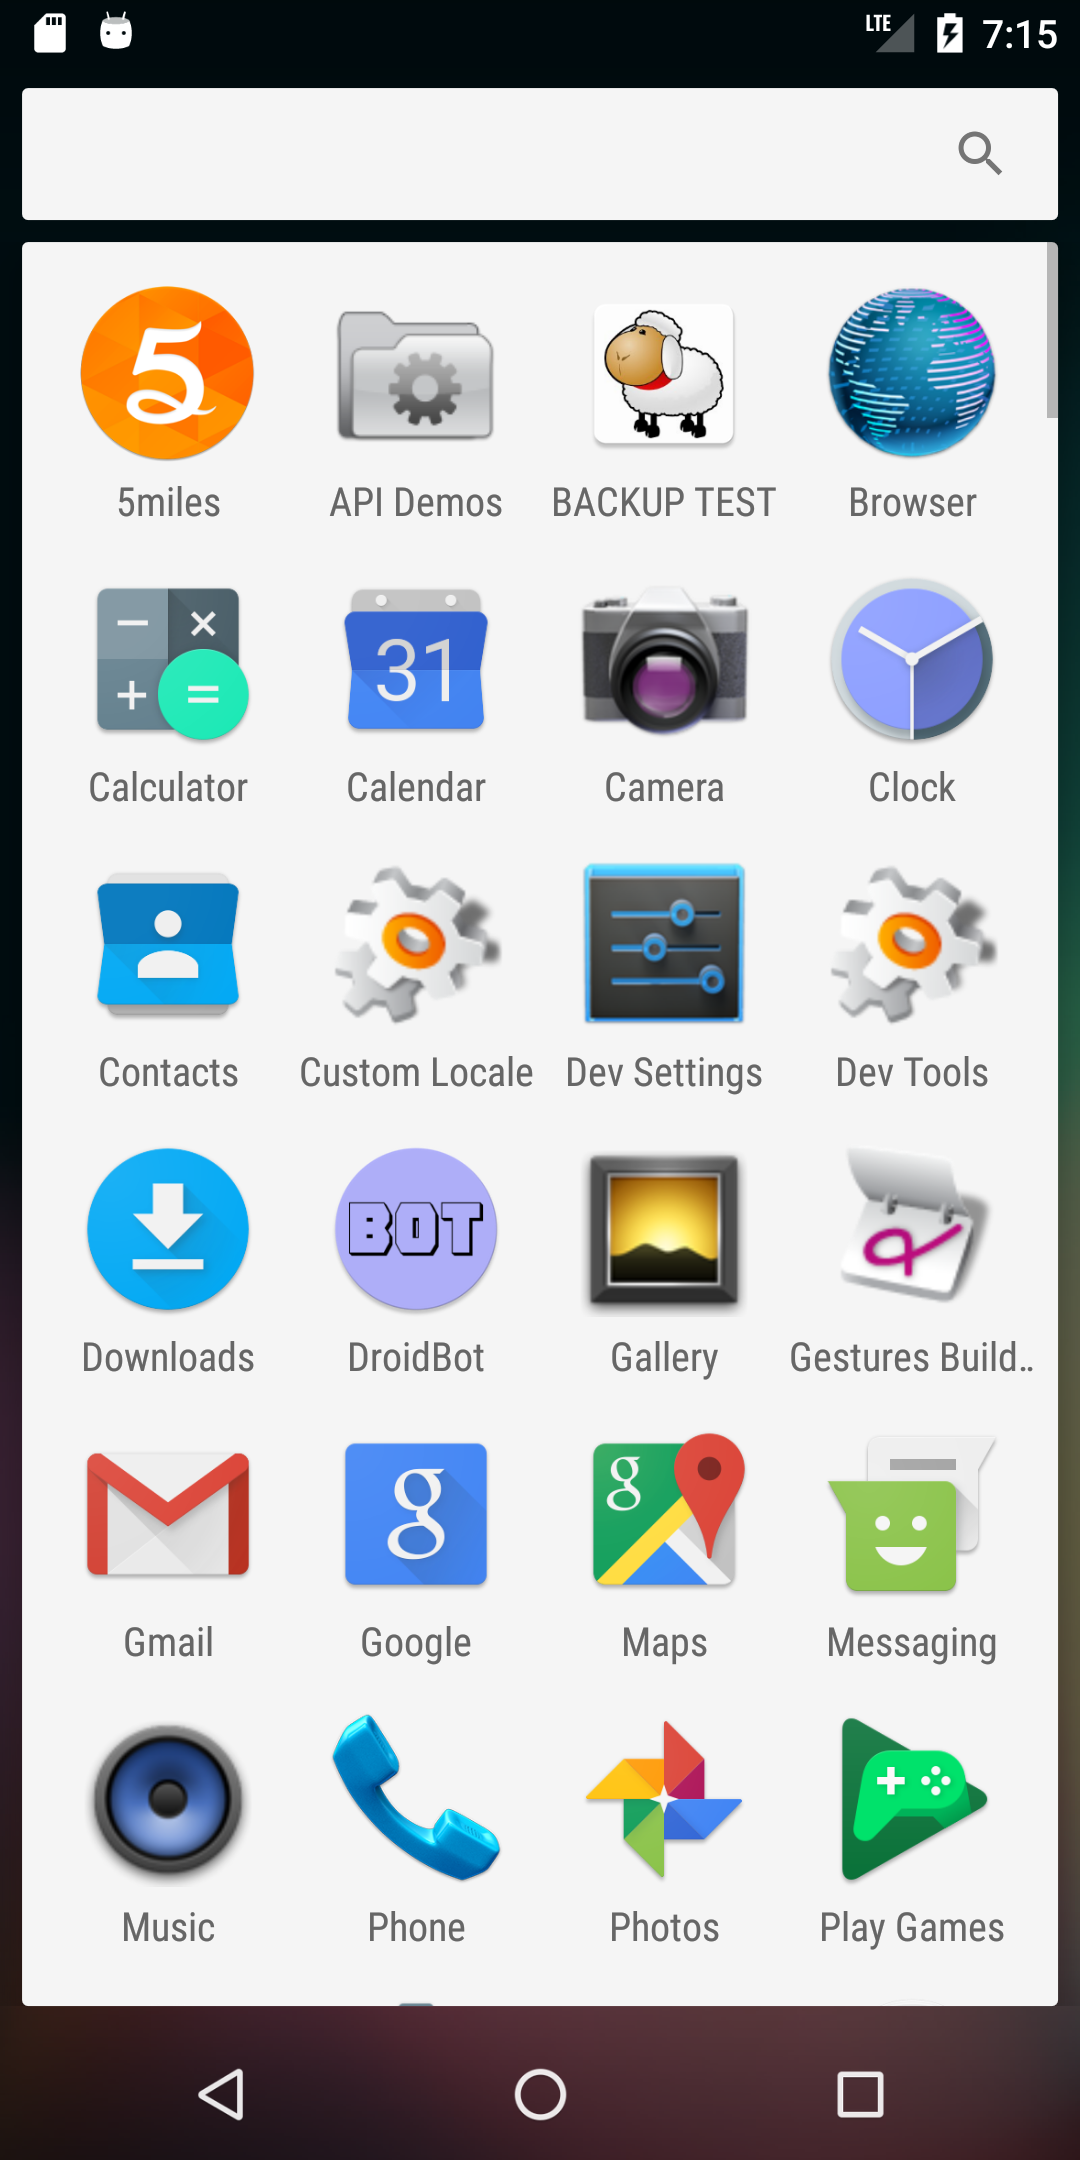 LTE 7:15
5miles API Demos BACKUP TEST Browser
31
Calculator Calendar Camera Clock
Contacts Custom Locale Dev Settings Dev Tools
BOT
Downloads DroidBot Gallery Gestures Build..
g g
Gmail Google Maps Messaging
Music Phone Photos Play Games